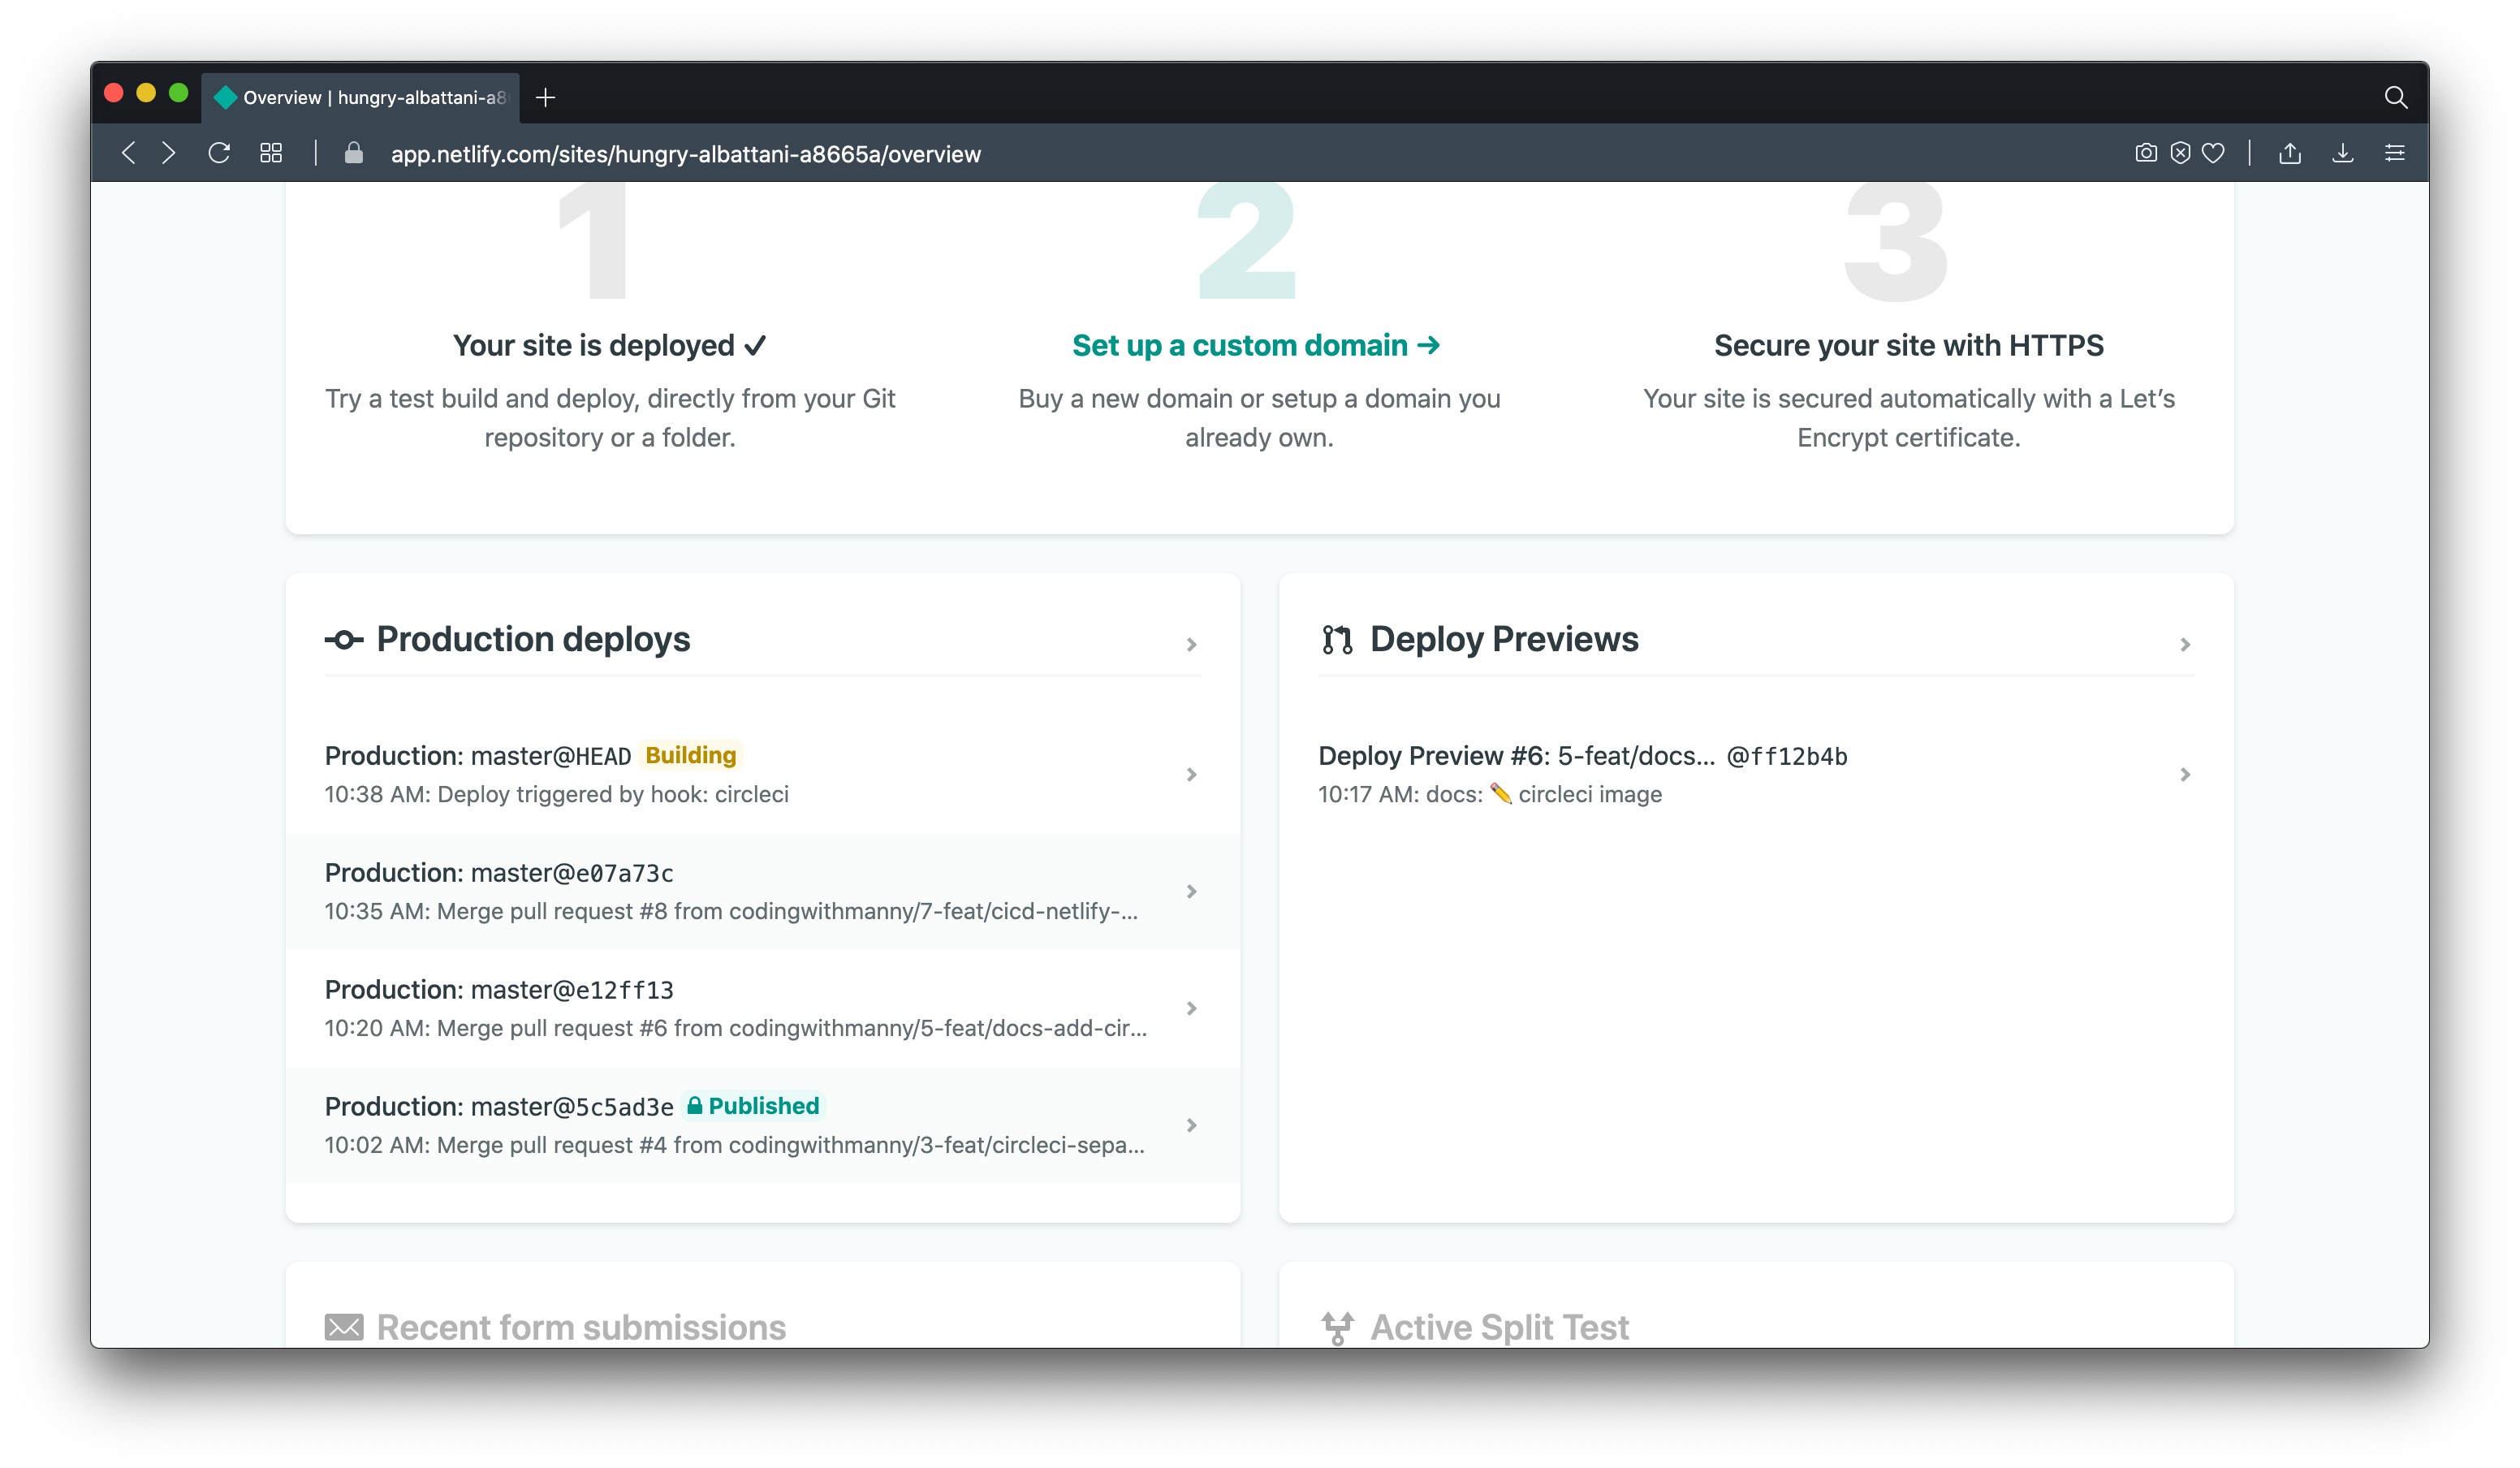 Overview | hungry-albattani-a8
app.netlify.com/sites/hungry-albattani-a8665a/overview
1
2
3
Your site is deployed ✓
Set up a custom domain →
Secure your site with HTTPS
Try a test build and deploy, directly from your Git
repository or a folder.
Buy a new domain or setup a domain you
already own.
Your site is secured automatically with a Let’s
Encrypt certificate.
Production deploys
Production: master@HEAD Building
10:38 AM: Deploy triggered by hook: circleci
Production: master@e07a73c
10:35 AM: Merge pull request #8 from codingwithmanny/7-feat/cicd-netlify-...
Production: master@e12ff13
10:20 AM: Merge pull request #6 from codingwithmanny/5-feat/docs-add-cir...
Production: master@5c5ad3e Published
10:02 AM: Merge pull request #4 from codingwithmanny/3-feat/circleci-sepa...
Deploy Previews
Deploy Preview #6: 5-feat/docs... @ff12b4b
10:17 AM: docs: ✏️ circleci image
Recent form submissions
Active Split Test